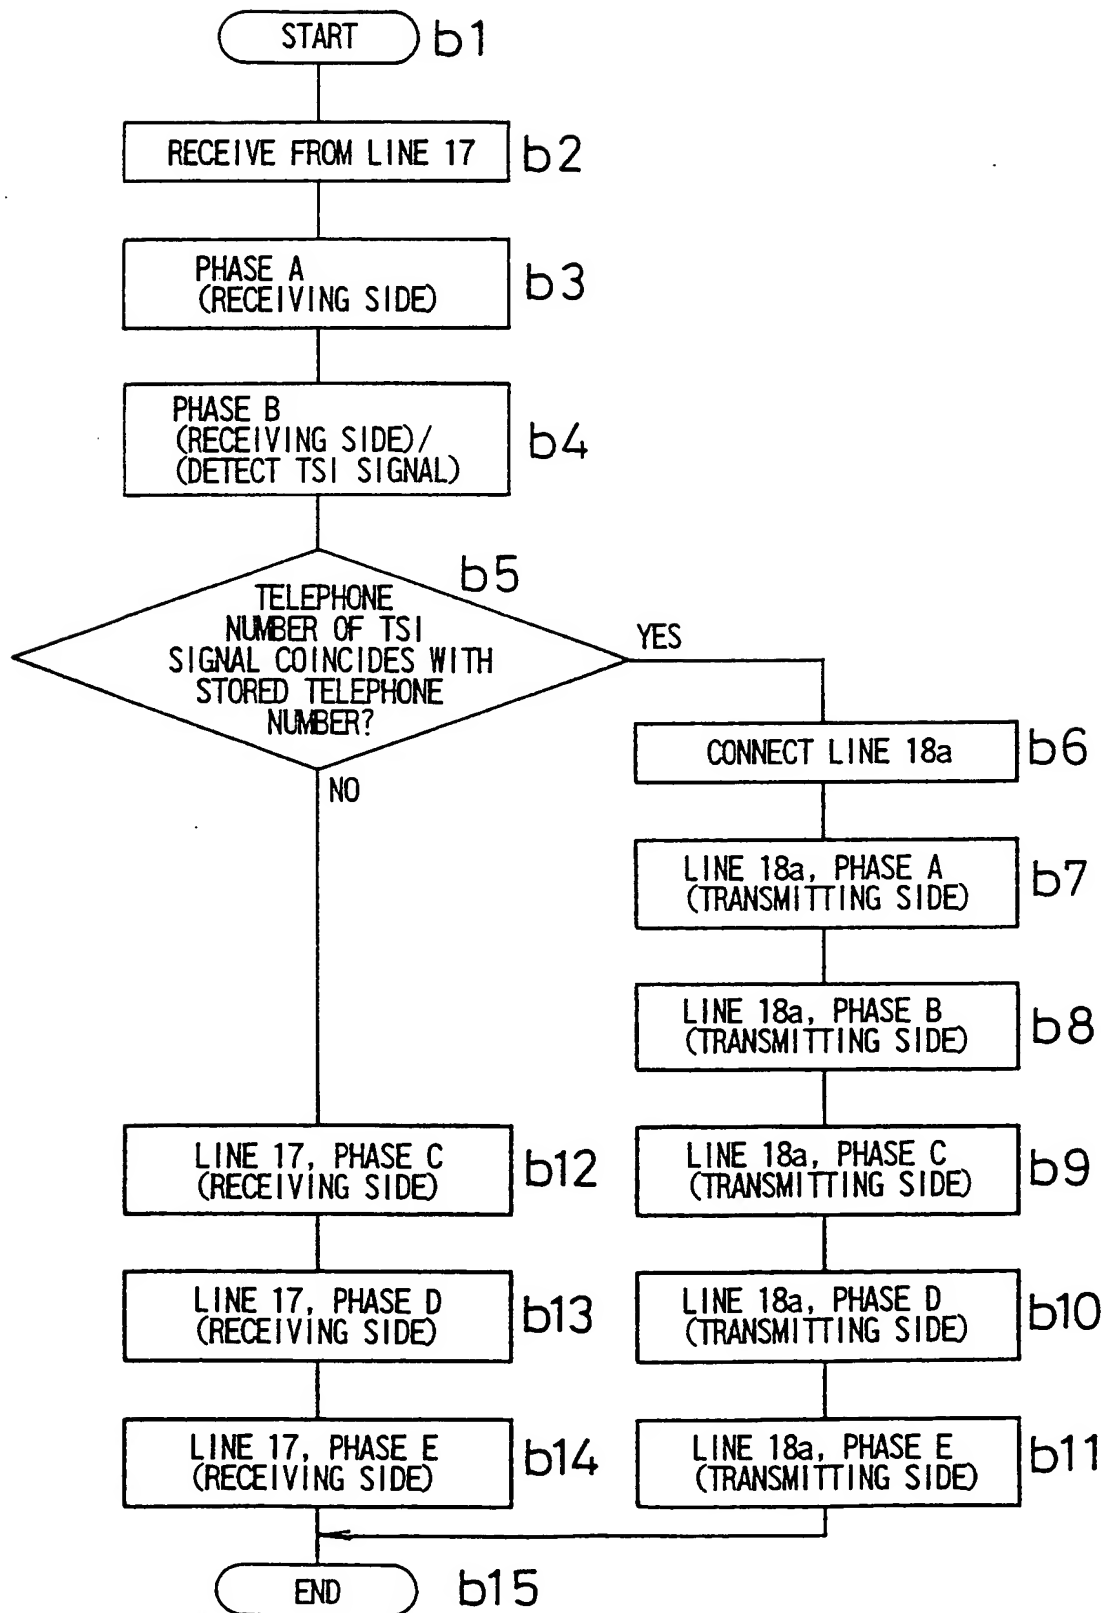 START b1
RECEIVE FROM LINE 17 b2
PHASE A
(RECEIVING SIDE)
b3
PHASE B
(RECEIVING SIDE)/
(DETECT TSI SIGNAL)
b4
b5
TELEPHONE
NUMBER OF TSI
SIGNAL COINCIDES WITH
STORED TELEPHONE
NUMBER?
YES
NO
CONNECT LINE 18a b6
LINE 18a, PHASE A
(TRANSMITTING SIDE)
b7
LINE 18a, PHASE B
(TRANSMITTING SIDE)
b8
LINE 17, PHASE C
(RECEIVING SIDE)
b12
LINE 18a, PHASE C
(TRANSMITTING SIDE)
b9
LINE 17, PHASE D
(RECEIVING SIDE)
b13
LINE 18a, PHASE D
(TRANSMITTING SIDE)
b10
LINE 17, PHASE E
(RECEIVING SIDE)
b14
LINE 18a, PHASE E
(TRANSMITTING SIDE)
b11
END b15